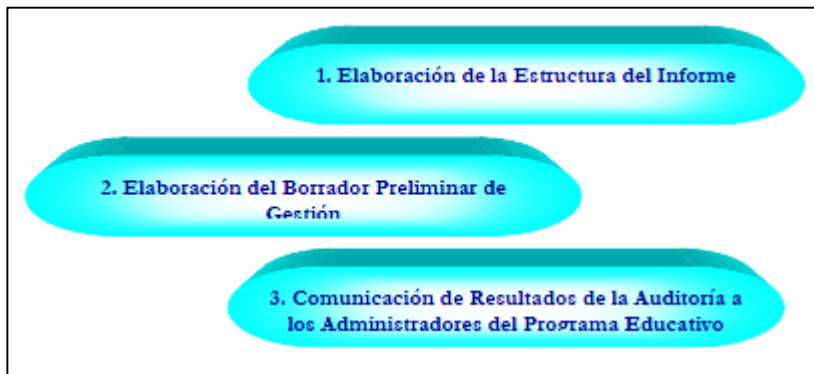 1. Elaboración de la Estructura del Informe
2. Elaboración del Borrador Preliminar de
Gestión
3. Comunicación de Resultados de la Auditoría a
los Administradores del Programa Educativo